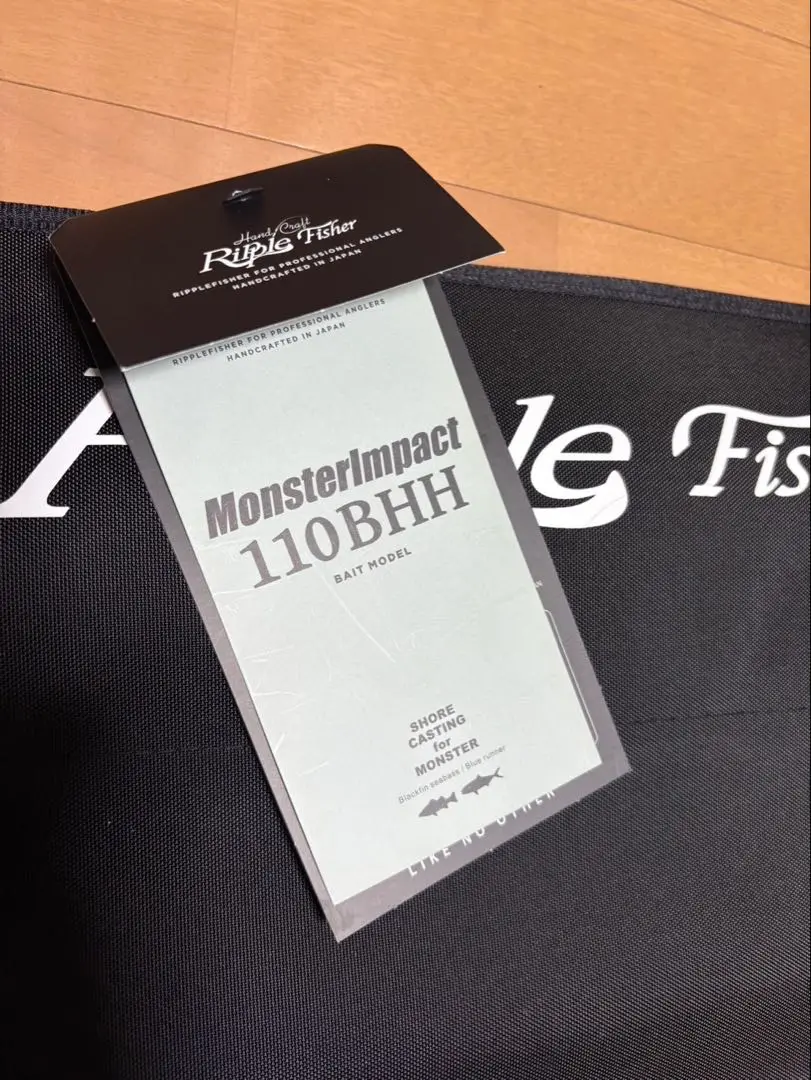 Hand Craft
Ripple Fisher
RIPPLEFISHER FOR PROFESSIONAL ANGLERS
HANDCRAFTED IN JAPAN
RIPPLEFISHER FOR PROFESSIONAL ANGLERS
HANDCRAFTED IN JAPAN
MonsterImpact
110BHH
BAIT MODEL
SHORE
CASTING
for
MONSTER
Blackfin seabass / Blue runner
LIKE NO OTHER
le Fis